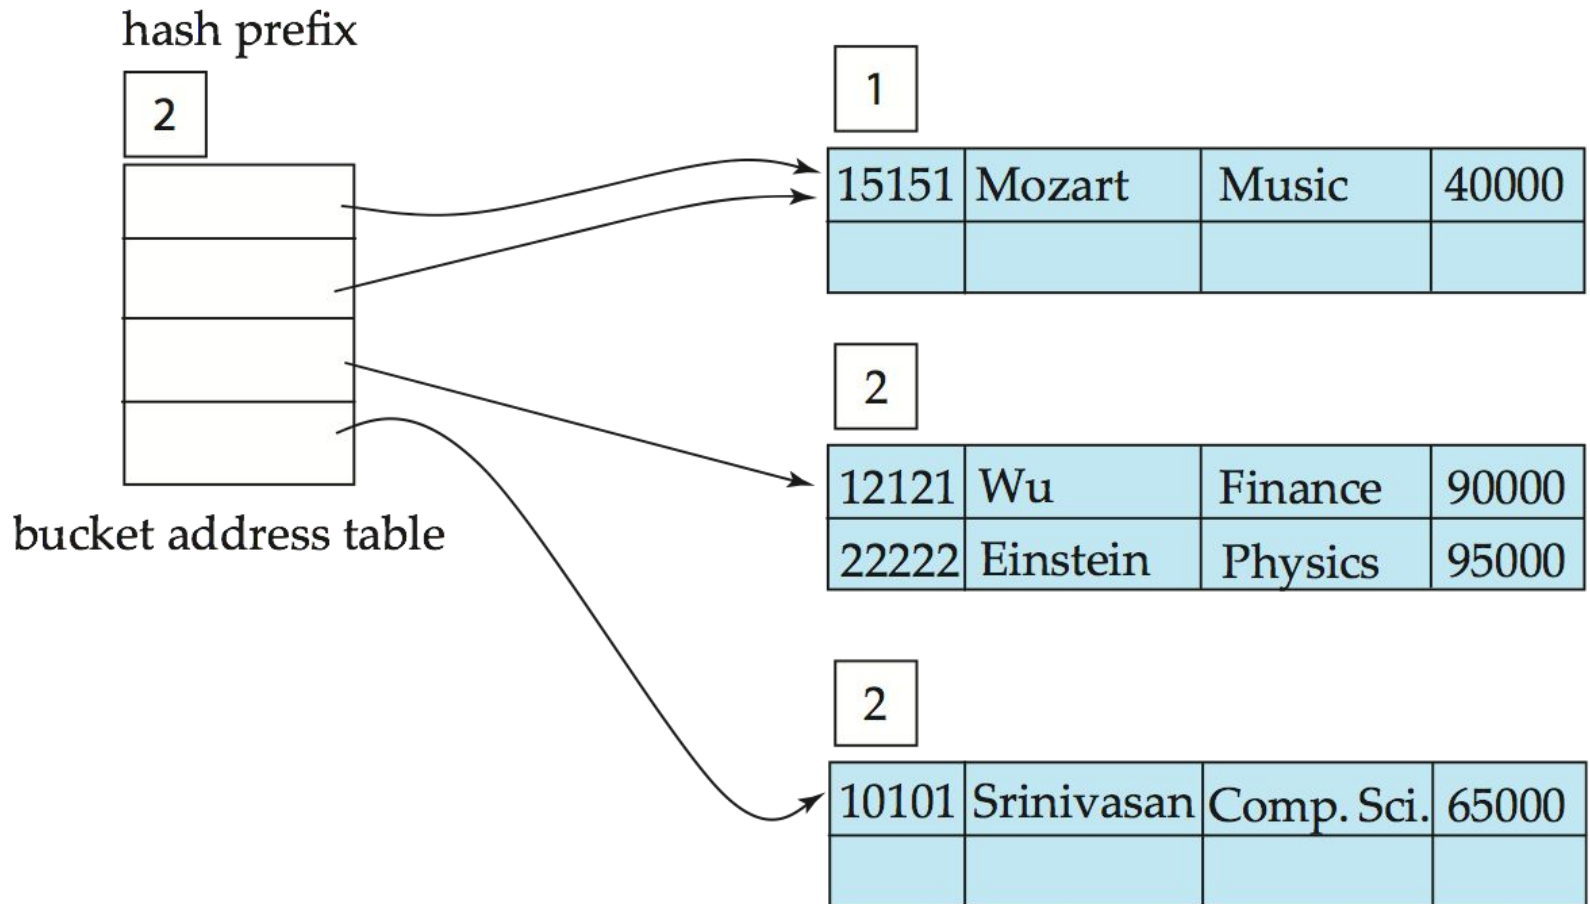 hash prefix
2
bucket address table
1
15151 Mozart Music 40000
2
12121 Wu Finance 90000
22222 Einstein Physics 95000
2
10101 Srinivasan Comp. Sci. 65000